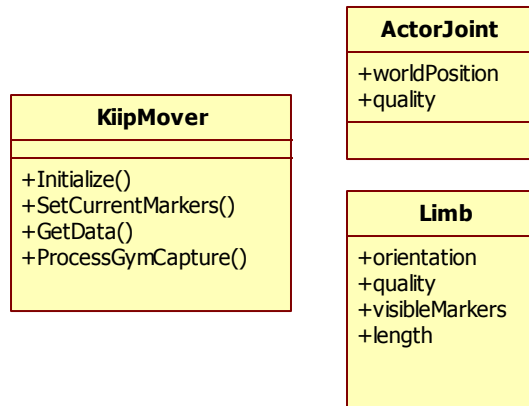 KiipMover
+Initialize()
+SetCurrentMarkers()
+GetData()
+ProcessGymCapture()
ActorJoint
+worldPosition
+quality
Limb
+orientation
+quality
+visibleMarkers
+length